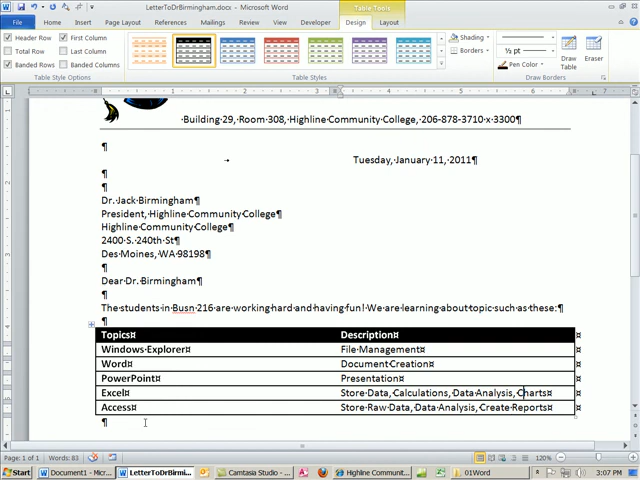 LetterToDrBirmingham.docx - Microsoft Word
Table Tools
File Home Insert Page Layout References Mailings Review View Developer Design Layout
Header Row First Column
Total Row Last Column
Banded Rows Banded Columns
Shading
Borders
½ pt
Pen Color
Draw Table
Eraser
Table Style Options Table Styles Draw Borders
Building 29, Room 308, Highline Community College, 206-878-3710 x 3300¶
¶
Tuesday, January 11, 2011¶
¶
¶
Dr. Jack Birmingham¶
President, Highline Community College¶
Highline Community College¶
2400 S. 240th St¶
Des Moines, WA 98198¶
¶
Dear Dr. Birmingham¶
¶
The students in Busn 216 are working hard and having fun! We are learning about topic such as these:¶
¶
Topics¤ Description¤ ¤
Windows Explorer¤ File Management¤ ¤
Word¤ Document Creation¤ ¤
PowerPoint¤ Presentation¤ ¤
Excel¤ Store Data, Calculations, Data Analysis, Charts¤ ¤
Access¤ Store Raw Data, Data Analysis, Create Reports¤ ¤
¶
Page: 1 of 1 Words: 83 120%
Start Document1 - Micr... LetterToDrBirmi... Camtasia Studio - ... Highline Communit... 01Word 3:07 PM